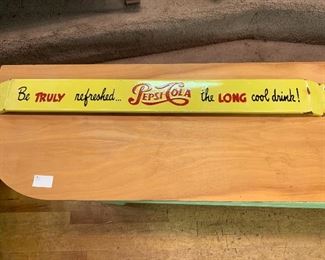 Be TRULY refreshed... PEPSI-COLA the LONG cool drink!